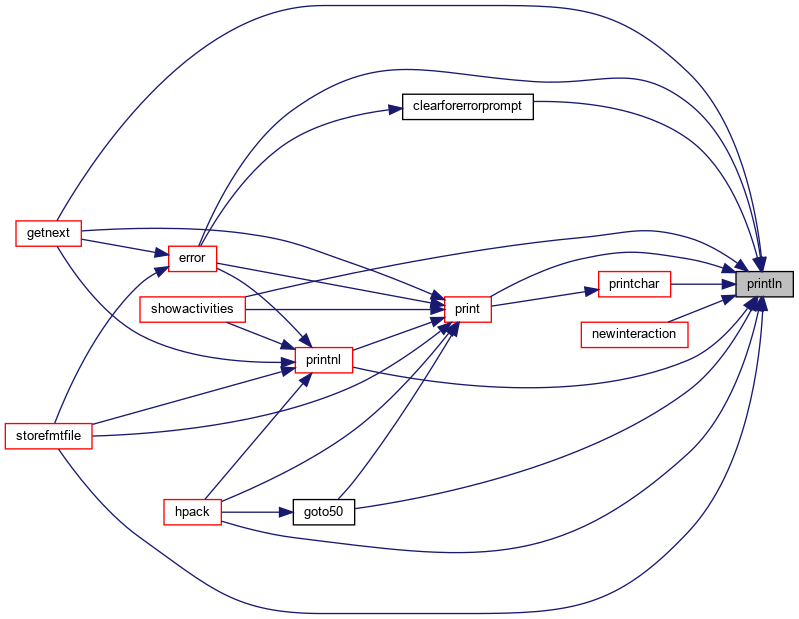 clearforerrorprompt
getnext
error
println
printchar
showactivities
print
newinteraction
printnl
storefmtfile
hpack
goto50